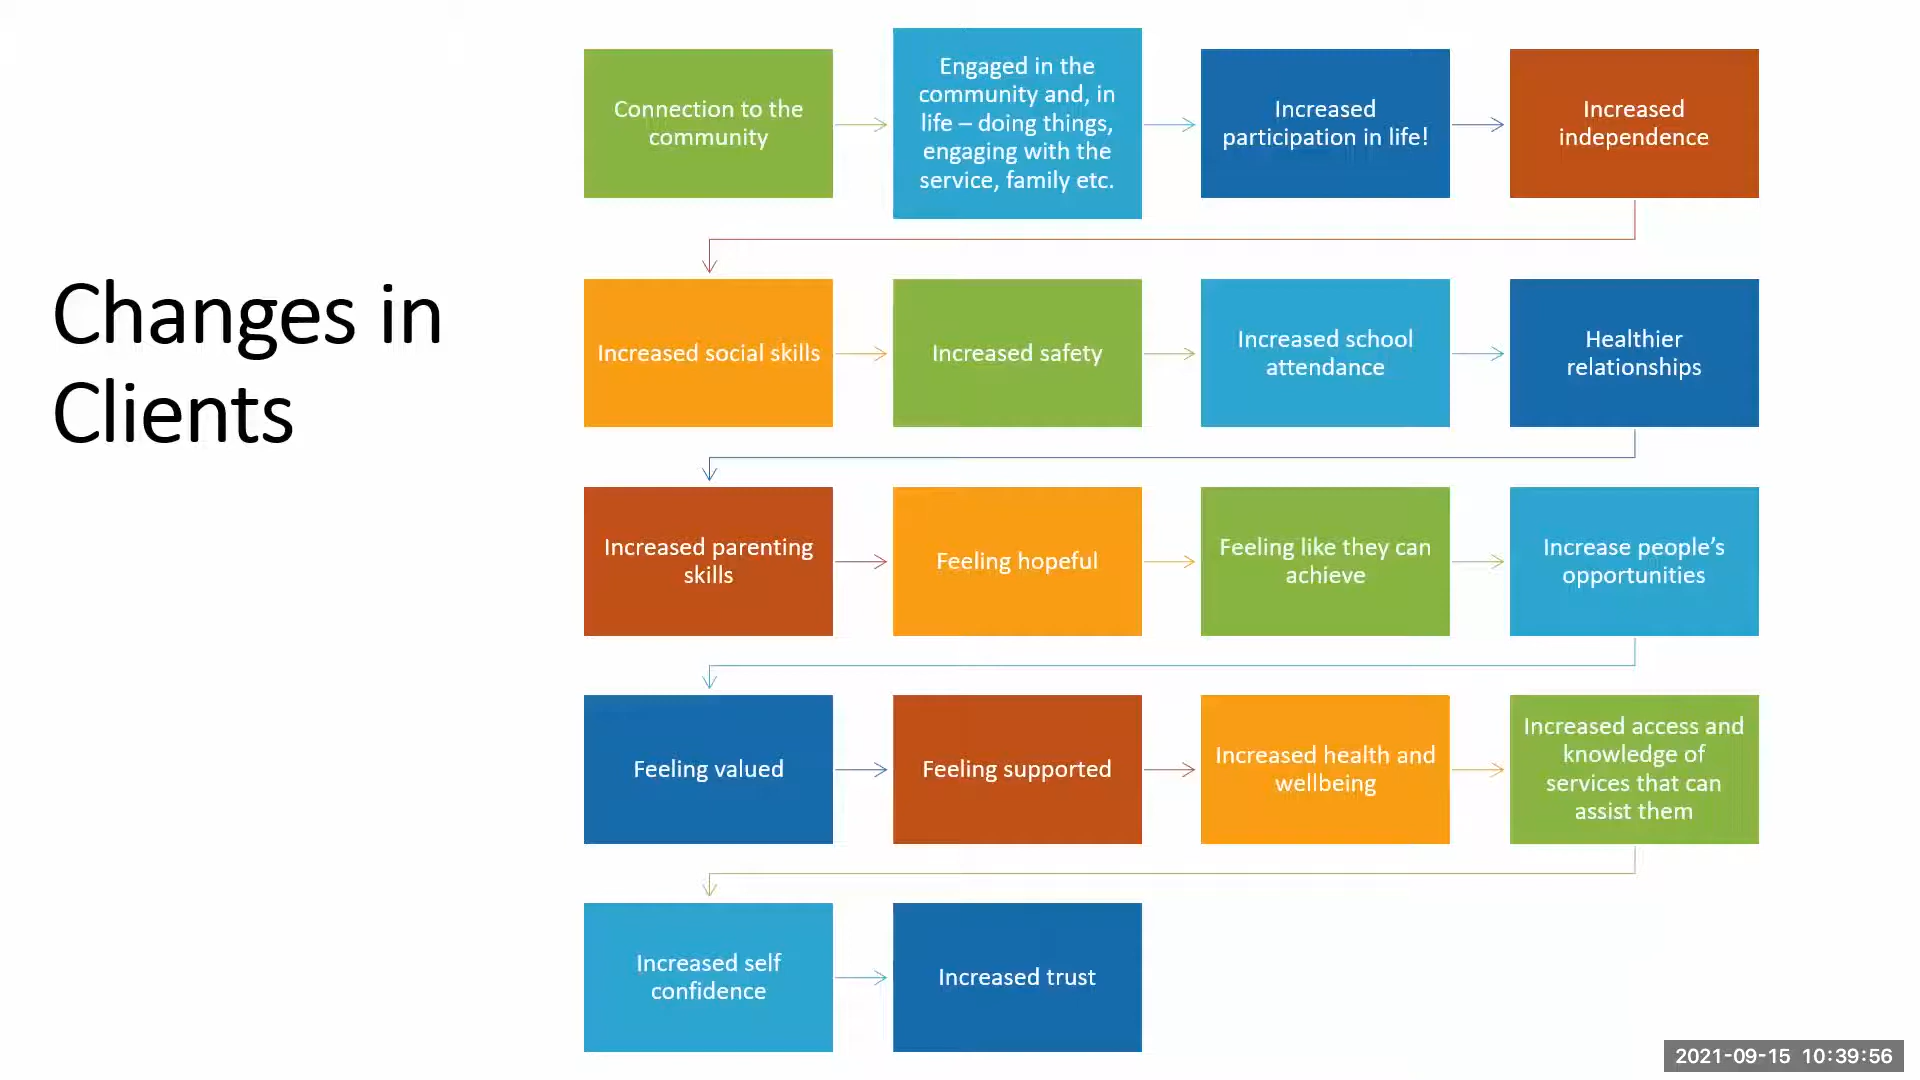 Changes in
Clients
Connection to the
community
Engaged in the
community and, in
life – doing things,
engaging with the
service, family etc.
Increased
participation in life!
Increased
independence
Increased social skills
Increased safety
Increased school
attendance
Healthier
relationships
Increased parenting
skills
Feeling hopeful
Feeling like they can
achieve
Increase people’s
opportunities
Feeling valued
Feeling supported
Increased health and
wellbeing
Increased access and
knowledge of
services that can
assist them
Increased self
confidence
Increased trust
2021-09-15 10:39:56